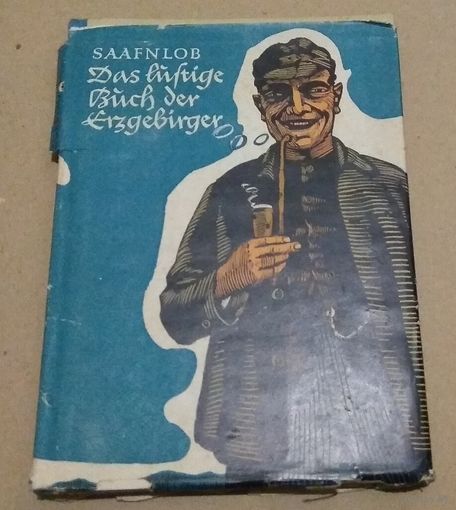 SAAFNLOB
Das lustige
Buch der
Erzgebirger